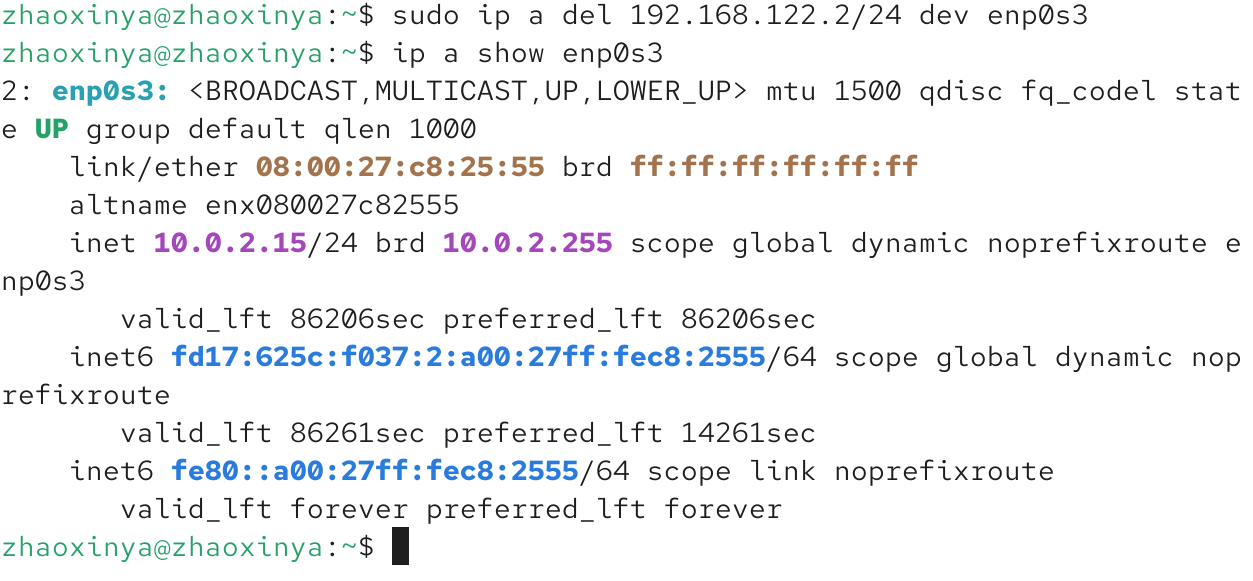 zhaoxinya@zhaoxinya:~$ sudo ip a del 192.168.122.2/24 dev enp0s3
zhaoxinya@zhaoxinya:~$ ip a show enp0s3
2: enp0s3: <BROADCAST,MULTICAST,UP,LOWER_UP> mtu 1500 qdisc fq_codel stat
e UP group default qlen 1000
    link/ether 08:00:27:c8:25:55 brd ff:ff:ff:ff:ff:ff
    altname enx080027c82555
    inet 10.0.2.15/24 brd 10.0.2.255 scope global dynamic noprefixroute e
np0s3
       valid_lft 86206sec preferred_lft 86206sec
    inet6 fd17:625c:f037:2:a00:27ff:fec8:2555/64 scope global dynamic nop
refixroute
       valid_lft 86261sec preferred_lft 14261sec
    inet6 fe80::a00:27ff:fec8:2555/64 scope link noprefixroute
       valid_lft forever preferred_lft forever
zhaoxinya@zhaoxinya:~$